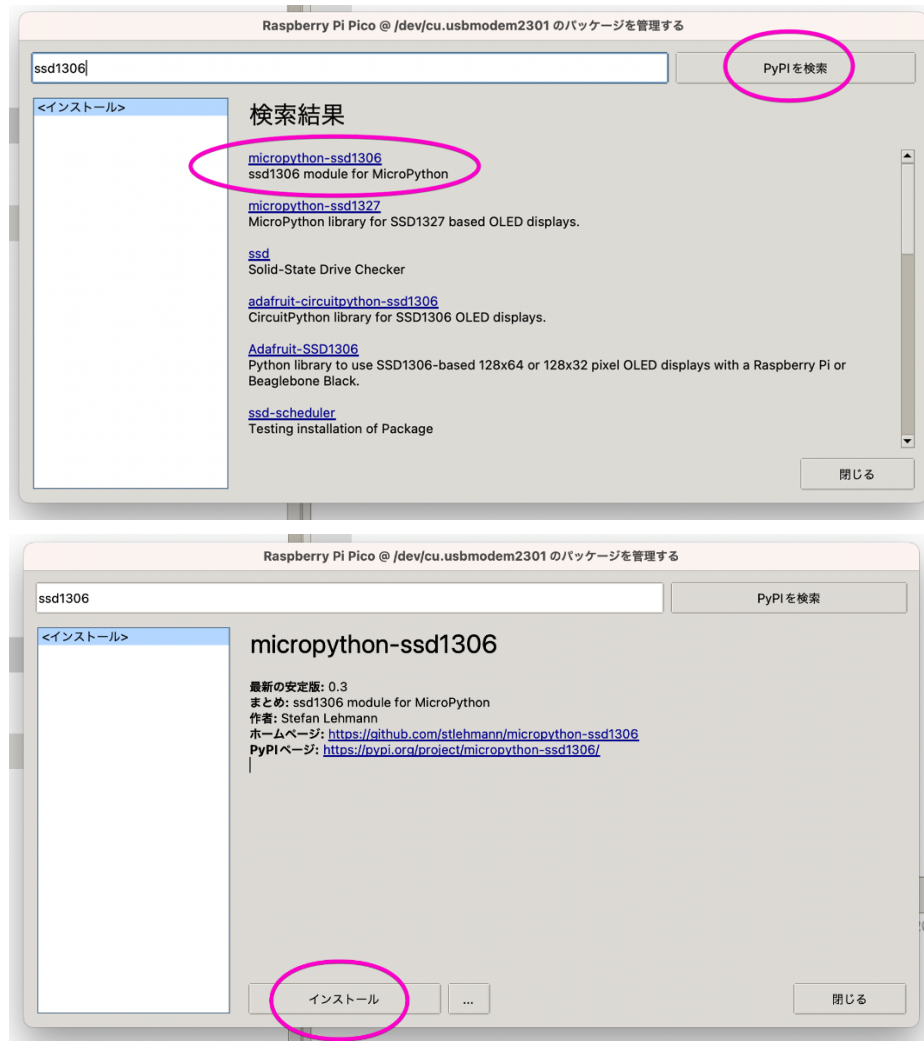 Raspberry Pi Pico @ /dev/cu.usbmodem2301 のパッケージを管理する
ssd1306
PyPIを検索
<インストール>
検索結果
micropython-ssd1306
ssd1306 module for MicroPython
micropython-ssd1327
MicroPython library for SSD1327 based OLED displays.
ssd
Solid-State Drive Checker
adafruit-circuitpython-ssd1306
CircuitPython library for SSD1306 OLED displays.
Adafruit-SSD1306
Python library to use SSD1306-based 128x64 or 128x32 pixel OLED displays with a Raspberry Pi or
Beaglebone Black.
ssd-scheduler
Testing installation of Package
閉じる
Raspberry Pi Pico @ /dev/cu.usbmodem2301 のパッケージを管理する
ssd1306
PyPIを検索
<インストール>
micropython-ssd1306
最新の安定版: 0.3
まとめ: ssd1306 module for MicroPython
作者: Stefan Lehmann
ホームページ: https://github.com/stlehmann/micropython-ssd1306
PyPIページ: https://pypi.org/project/micropython-ssd1306/
インストール
...
閉じる